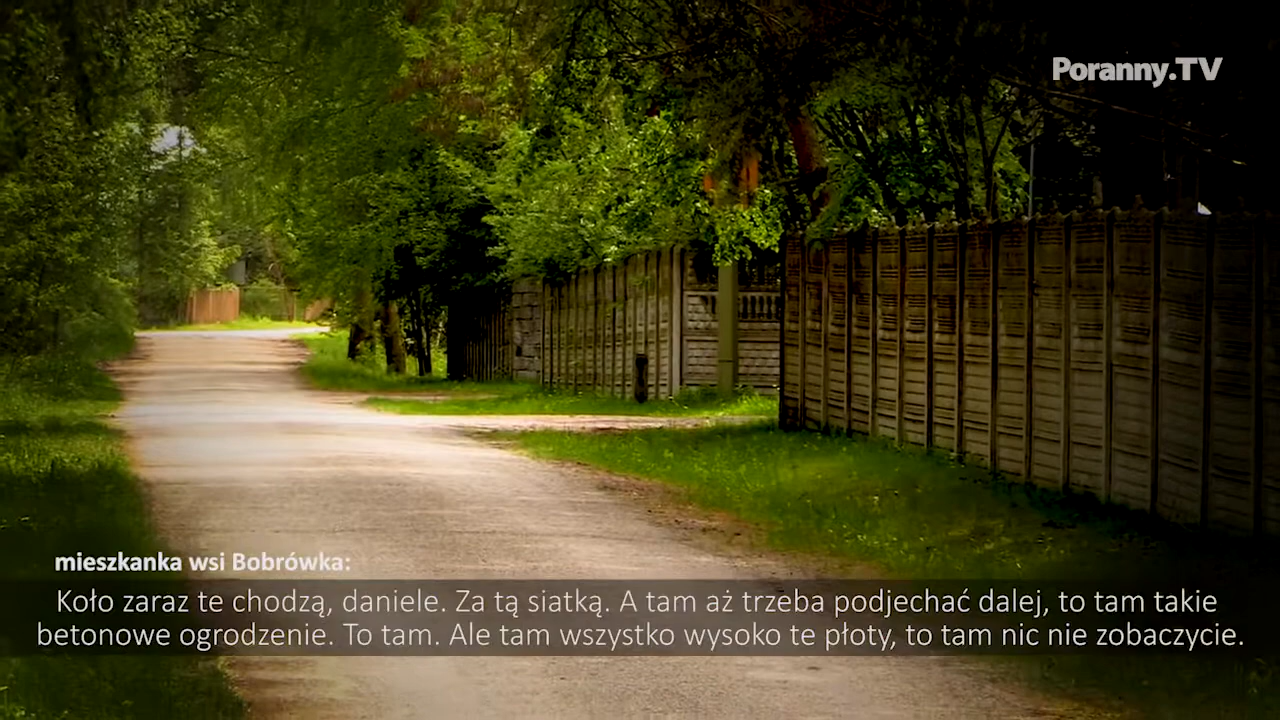 Poranny.TV
mieszkanka wsi Bobrówka:
Koło zaraz te chodzą, daniele. Za tą siatką. A tam aż trzeba podjechać dalej, to tam takie
betonowe ogrodzenie. To tam. Ale tam wszystko wysoko te płoty, to tam nic nie zobaczycie.